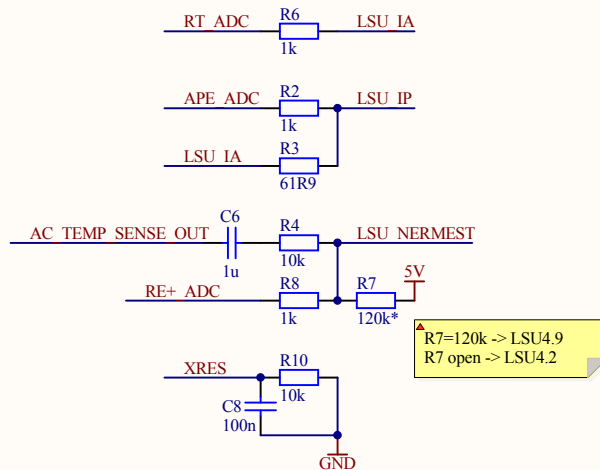 RT_ADC R6 LSU_IA
1k
APE_ADC R2 LSU_IP
1k
LSU_IA R3
61R9
AC_TEMP_SENSE_OUT C6 R4 LSU_NERMEST
1u 10k
RE+_ADC R8 R7 5V
1k 120k*
R7=120k -> LSU4.9
R7 open -> LSU4.2
XRES R10
10k
C8
100n
GND